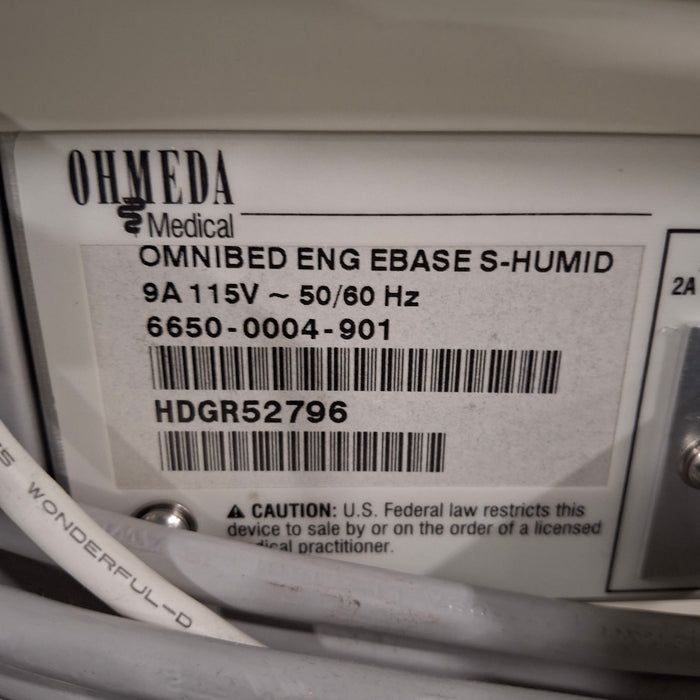 OHMEDA
Medical
OMNIBED ENG EBASE S-HUMID
9A 115V ~ 50/60 Hz
6650-0004-901
HDGR52796
⚠ CAUTION: U.S. Federal law restricts this
device to sale by or on the order of a licensed
practitioner.
2A
WONDERFUL-D